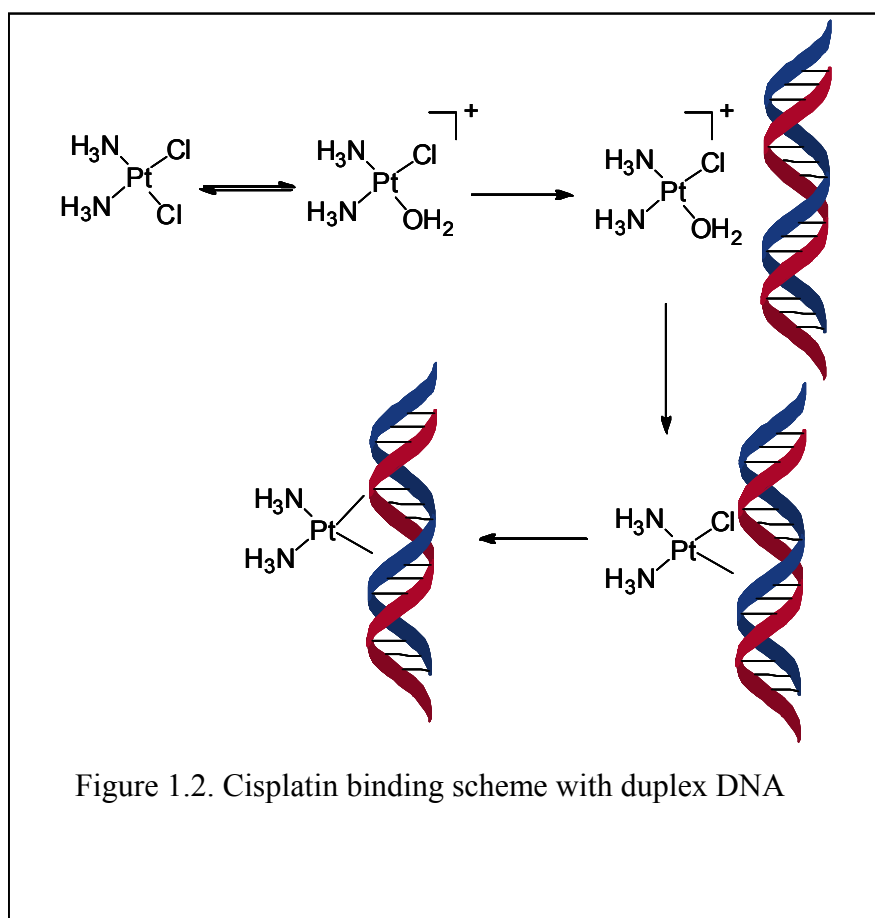 H3N Cl
Pt
H3N Cl
+
H3N Cl
Pt
H3N OH2
+
H3N Cl
Pt
H3N OH2
H3N
Pt
H3N
H3N Cl
Pt
H3N
Figure 1.2. Cisplatin binding scheme with duplex DNA